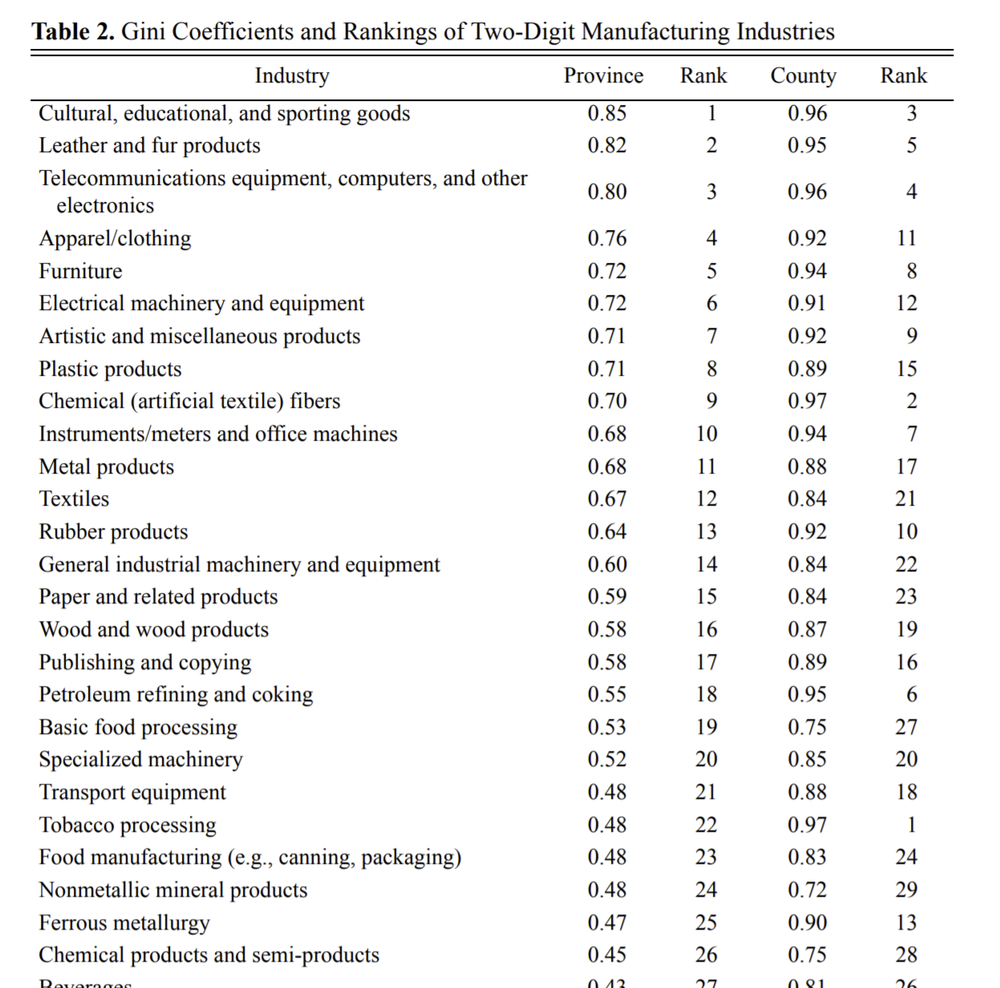 Table 2. Gini Coefficients and Rankings of Two-Digit Manufacturing Industries
Industry Province Rank County Rank
Cultural, educational, and sporting goods 0.85 1 0.96 3
Leather and fur products 0.82 2 0.95 5
Telecommunications equipment, computers, and other
electronics 0.80 3 0.96 4
Apparel/clothing 0.76 4 0.92 11
Furniture 0.72 5 0.94 8
Electrical machinery and equipment 0.72 6 0.91 12
Artistic and miscellaneous products 0.71 7 0.92 9
Plastic products 0.71 8 0.89 15
Chemical (artificial textile) fibers 0.70 9 0.97 2
Instruments/meters and office machines 0.68 10 0.94 7
Metal products 0.68 11 0.88 17
Textiles 0.67 12 0.84 21
Rubber products 0.64 13 0.92 10
General industrial machinery and equipment 0.60 14 0.84 22
Paper and related products 0.59 15 0.84 23
Wood and wood products 0.58 16 0.87 19
Publishing and copying 0.58 17 0.89 16
Petroleum refining and coking 0.55 18 0.95 6
Basic food processing 0.53 19 0.75 27
Specialized machinery 0.52 20 0.85 20
Transport equipment 0.48 21 0.88 18
Tobacco processing 0.48 22 0.97 1
Food manufacturing (e.g., canning, packaging) 0.48 23 0.83 24
Nonmetallic mineral products 0.48 24 0.72 29
Ferrous metallurgy 0.47 25 0.90 13
Chemical products and semi-products 0.45 26 0.75 28
Beverages 0.43 27 0.81 26